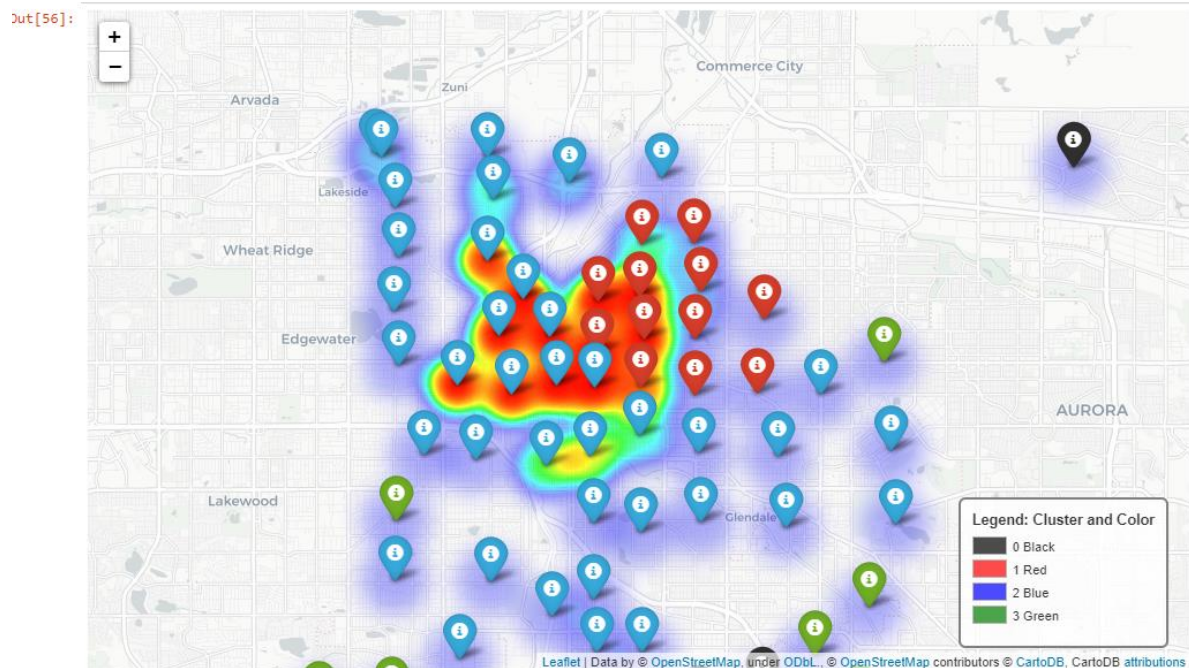 Out[56]:
+
−
Commerce City
Zuni
Arvada
Lakeside
Wheat Ridge
Edgewater
AURORA
Lakewood
Glendale
Legend: Cluster and Color
0 Black
1 Red
2 Blue
3 Green
Leaflet | Data by © OpenStreetMap, under ODbL., © OpenStreetMap contributors © CartoDB, CartoDB attributions